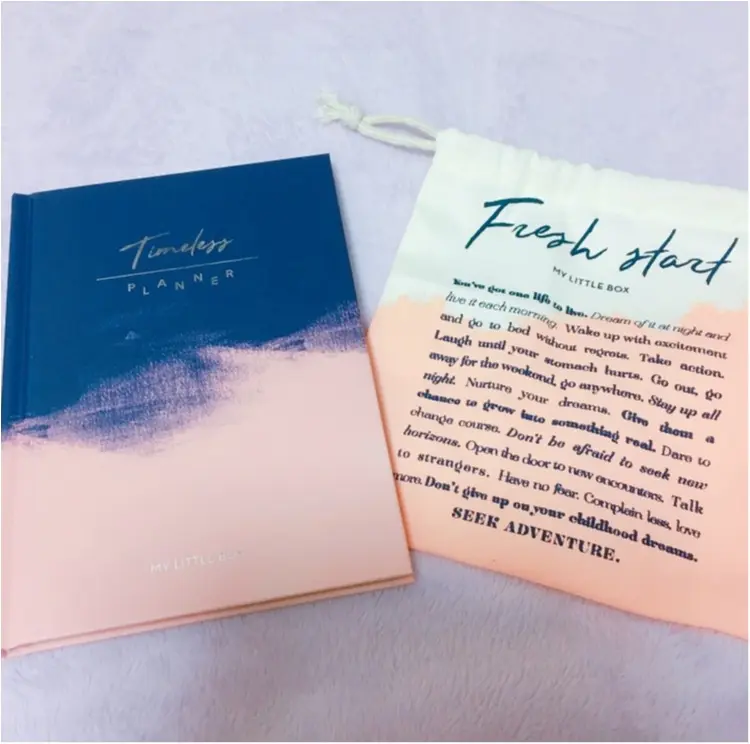 Timeless
PLANNER
MY LITTLE BOX
Fresh start
MY LITTLE BOX
You've got one life to live. Dream of it at night and
live it each morning. Wake up with excitement
and go to bed without regrets. Take action.
Laugh until your stomach hurts. Go out, go
away for the weekend, go anywhere. Stay up all
night. Nurture your dreams. Give them a
chance to grow into something real. Dare to
change course. Don't be afraid to seek new
horizons. Open the door to new encounters. Talk
to strangers. Have no fear. Complain less, love
more. Don't give up on your childhood dreams.
SEEK ADVENTURE.